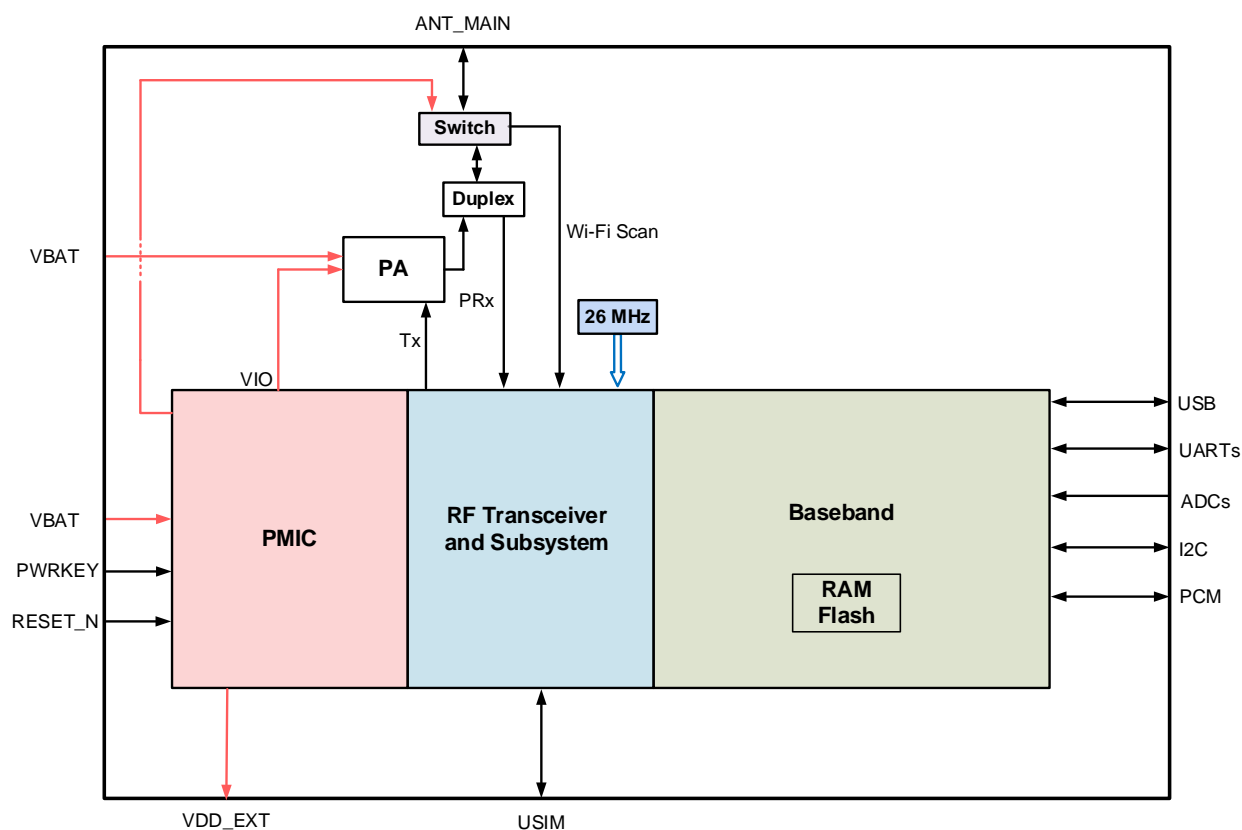 ANT_MAIN
Switch
Duplex
Wi-Fi Scan
VBAT
PA
PRx
26 MHz
Tx
VIO
USB
UARTs
ADCs
I2C
PCM
VBAT
PWRKEY
RESET_N
PMIC
RF Transceiver
and Subsystem
Baseband
RAM
Flash
VDD_EXT
USIM